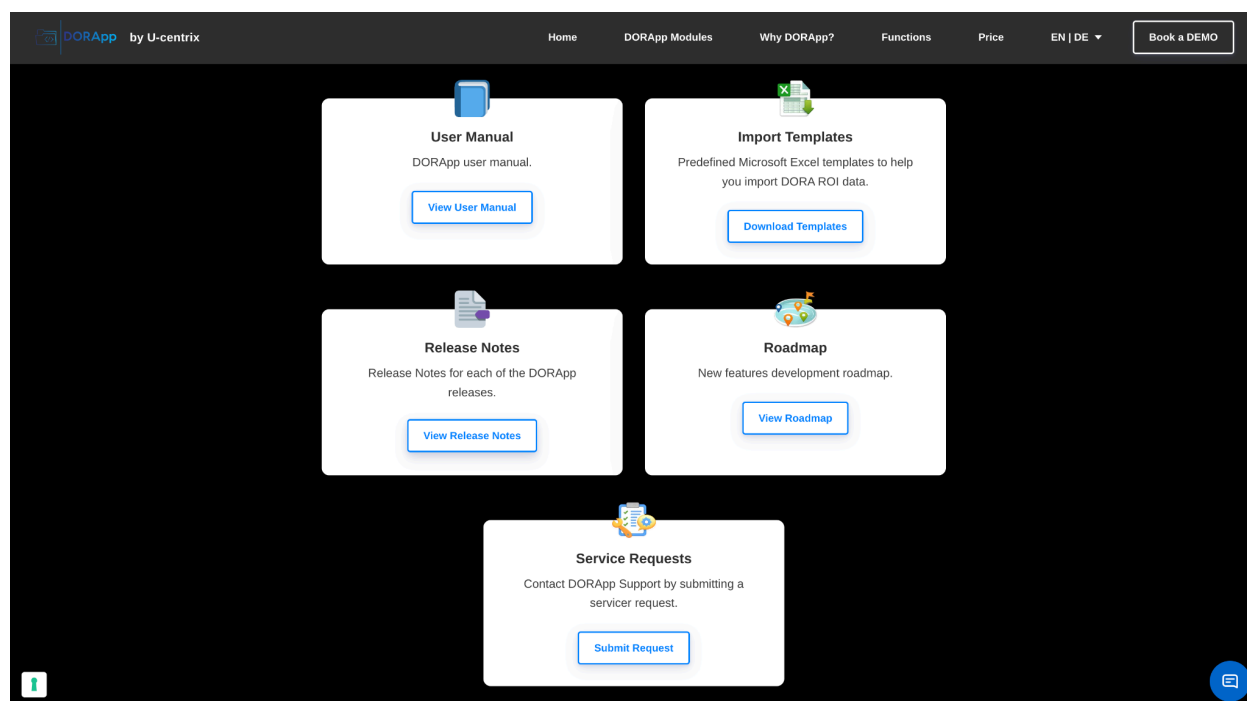 DORApp by U-centrix
Home
DORApp Modules
Why DORApp?
Functions
Price
EN | DE
Book a DEMO
User Manual
DORApp user manual.
View User Manual
Import Templates
Predefined Microsoft Excel templates to help
you import DORA ROI data.
Download Templates
Release Notes
Release Notes for each of the DORApp
releases.
View Release Notes
Roadmap
New features development roadmap.
View Roadmap
Service Requests
Contact DORApp Support by submitting a
servicer request.
Submit Request